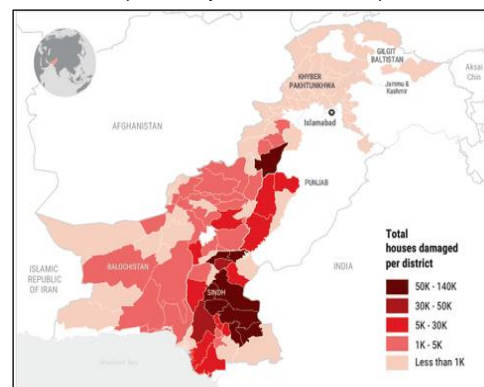 GILGIT
BALTISTAN
KHYBER
PAKHTUNKHWA
Aksai
Chin
Jammu &
Kashmir
Islamabad
AFGHANISTAN
PUNJAB
ISLAMIC
REPUBLIC
OF IRAN
BALOCHISTAN
SINDH
INDIA
Total
houses damaged
per district
50K - 140K
30K - 50K
5K - 30K
1K - 5K
Less than 1K